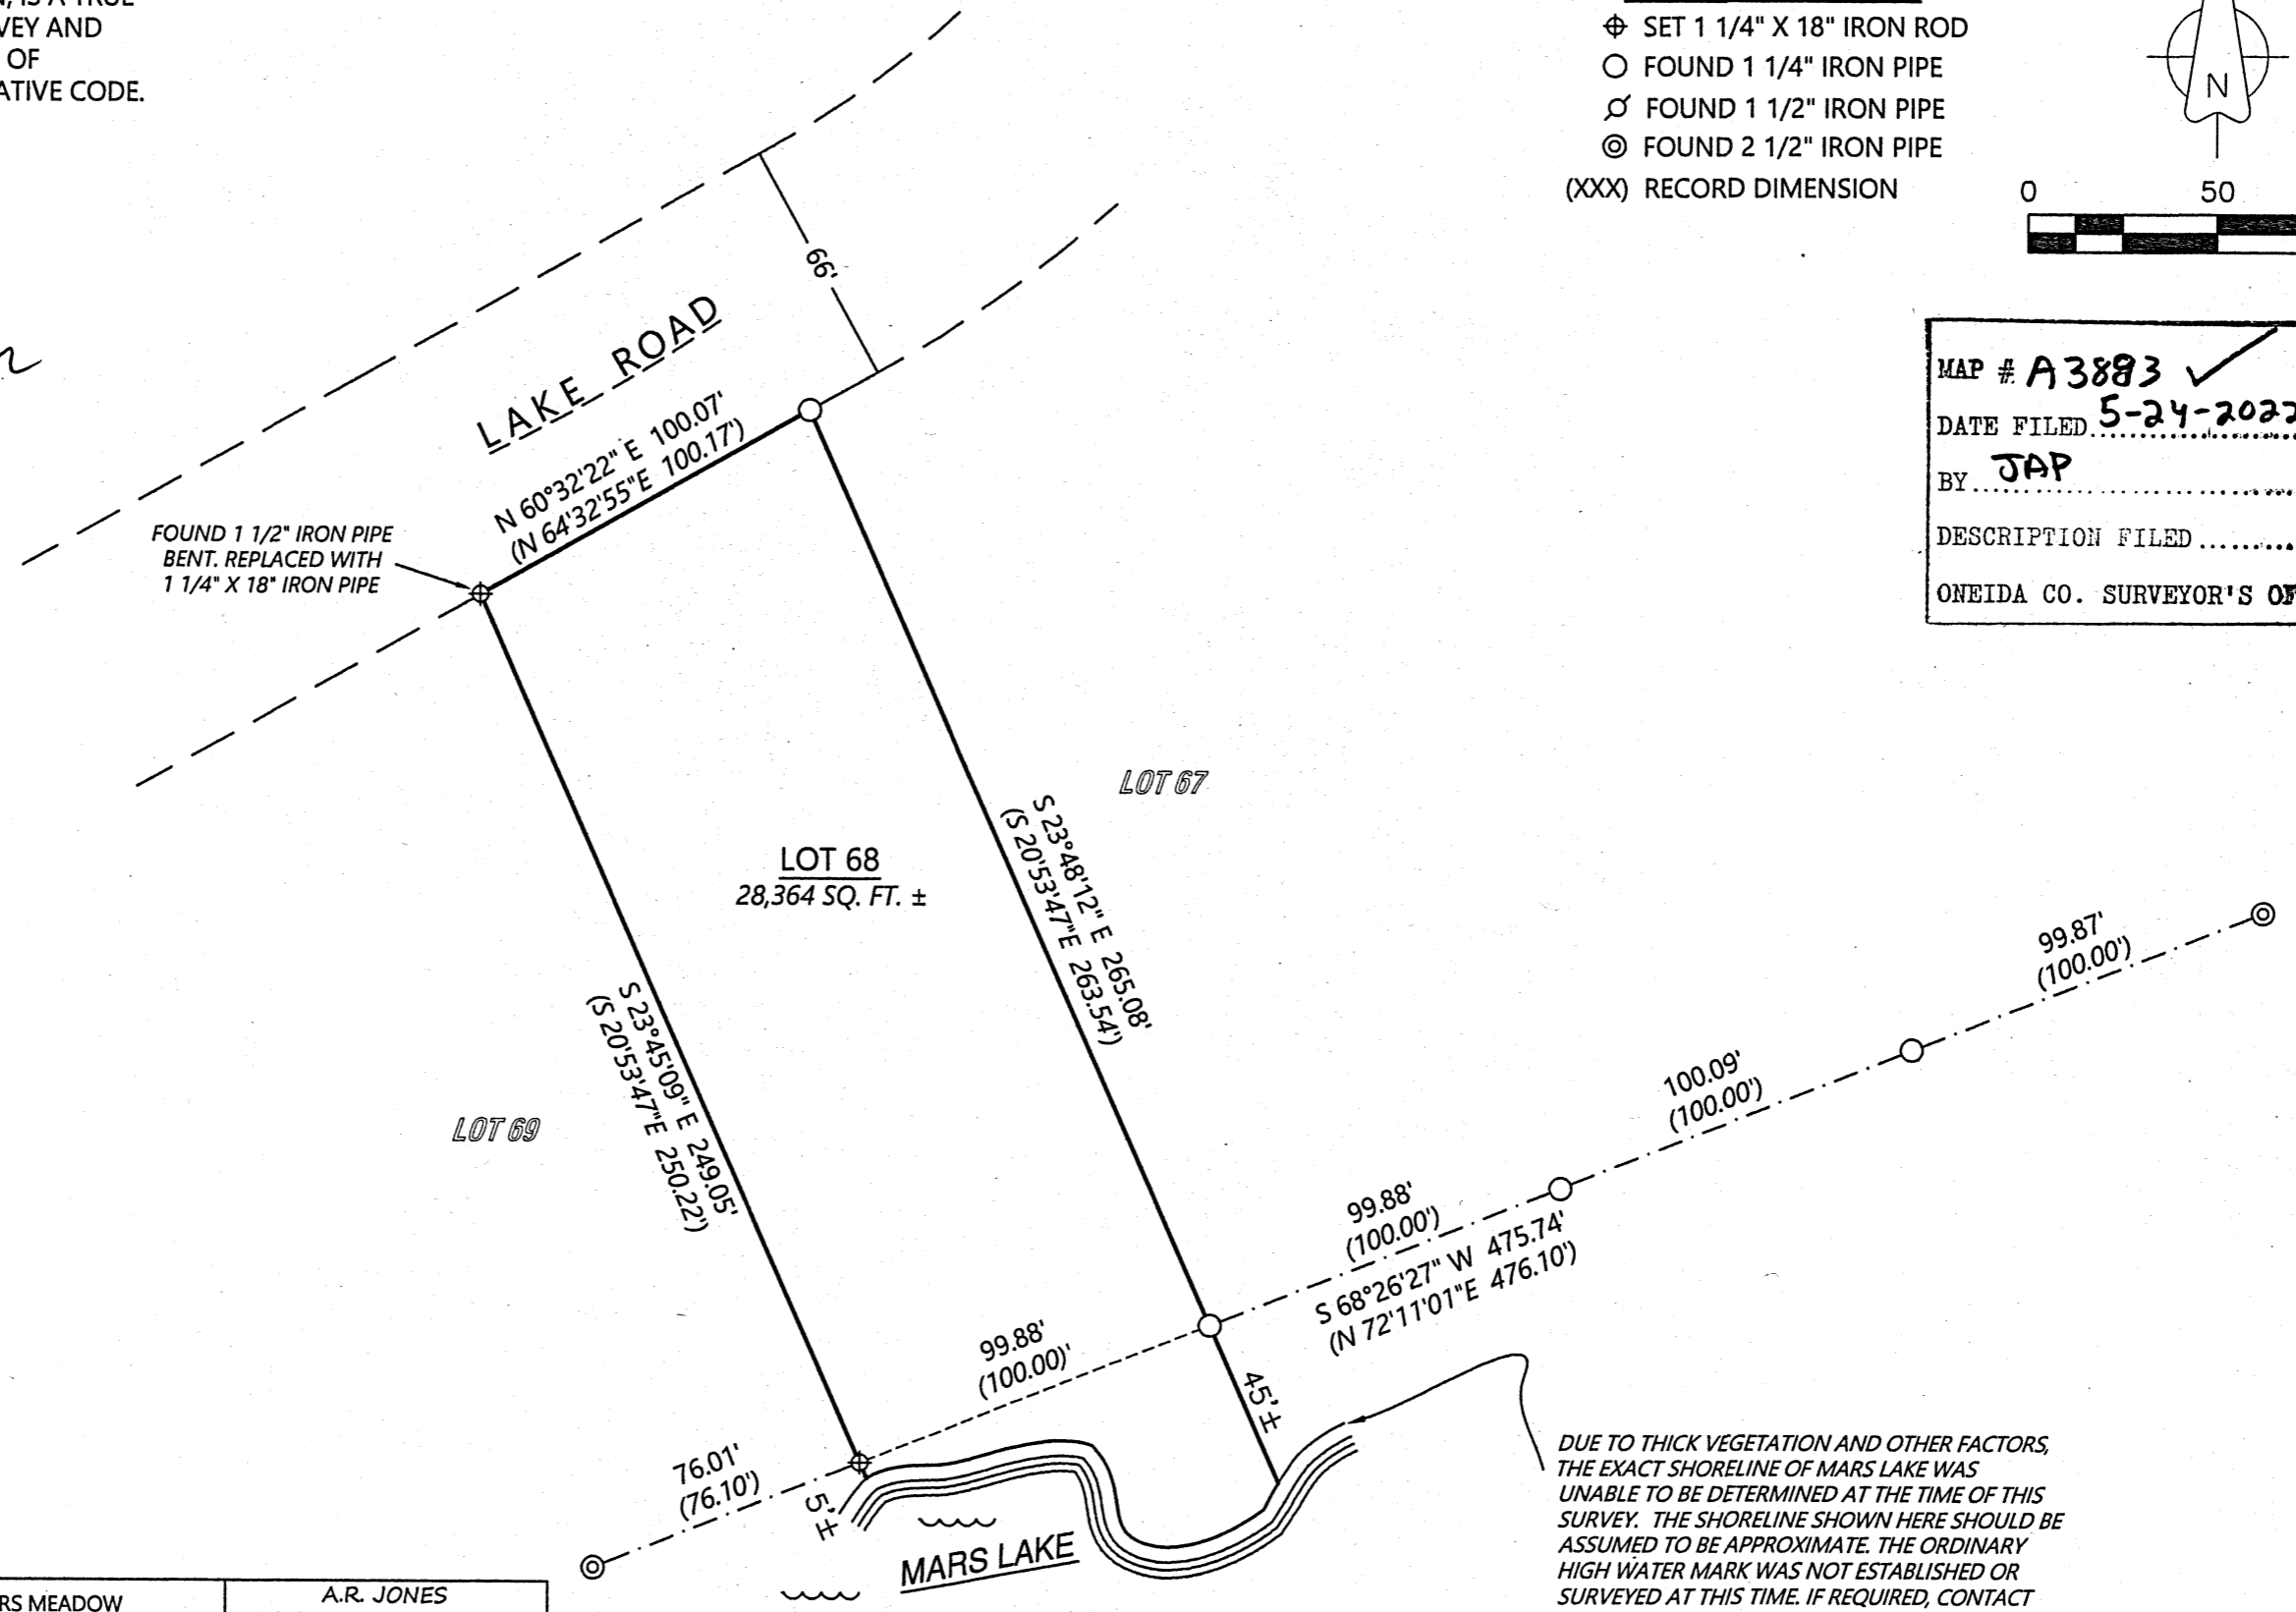 IS A TRUE
VEY AND
OF
ATIVE CODE.
SET 1 1/4" X 18" IRON ROD
FOUND 1 1/4" IRON PIPE
FOUND 1 1/2" IRON PIPE
FOUND 2 1/2" IRON PIPE
(XXX) RECORD DIMENSION
N
0 50
MAP # A3883 ✓
DATE FILED 5-24-2022
BY JAP
DESCRIPTION FILED
ONEIDA CO. SURVEYOR'S OF
66'
LAKE ROAD
N 60°32'22" E 100.07'
(N 64'32'55"E 100.17')
FOUND 1 1/2" IRON PIPE
BENT. REPLACED WITH
1 1/4" X 18" IRON PIPE
LOT 67
LOT 68
28,364 SQ. FT. ±
S 23°48'12" E 265.08'
(S 20'53'47"E 263.54')
S 23°45'09" E 249.05'
(S 20'53'47"E 250.22')
LOT 69
99.87'
(100.00')
100.09'
(100.00')
99.88'
(100.00')
S 68°26'27" W 475.74'
(N 72'11'01"E 476.10')
99.88'
(100.00)'
45'±
76.01'
(76.10')
5'±
MARS LAKE
DUE TO THICK VEGETATION AND OTHER FACTORS,
THE EXACT SHORELINE OF MARS LAKE WAS
UNABLE TO BE DETERMINED AT THE TIME OF THIS
SURVEY. THE SHORELINE SHOWN HERE SHOULD BE
ASSUMED TO BE APPROXIMATE. THE ORDINARY
HIGH WATER MARK WAS NOT ESTABLISHED OR
SURVEYED AT THIS TIME. IF REQUIRED, CONTACT
RS MEADOW
A.R. JONES